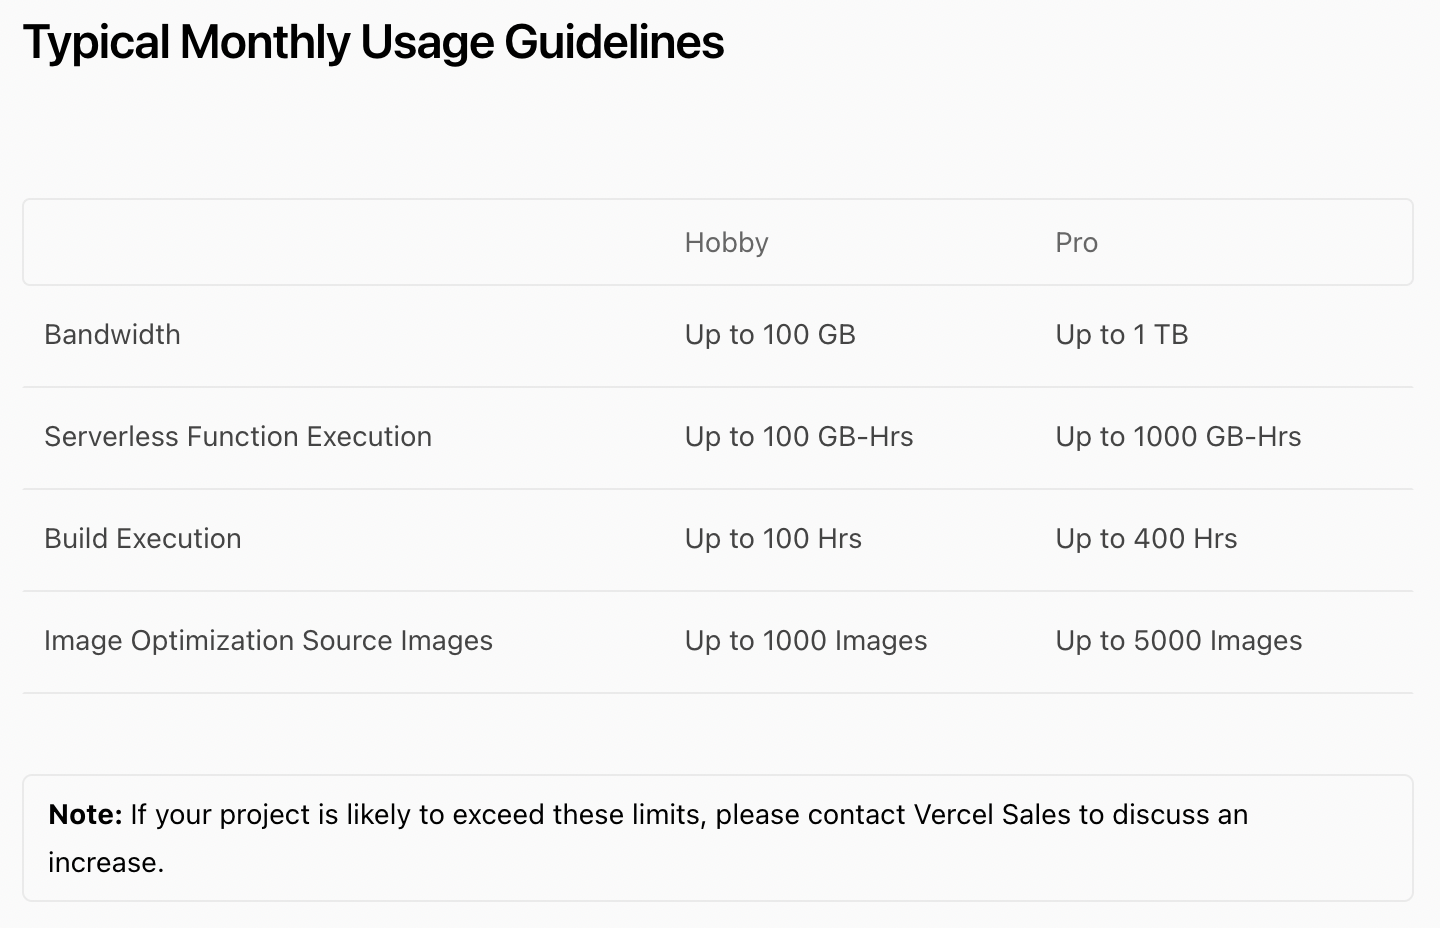 Typical Monthly Usage Guidelines
Hobby Pro
Bandwidth Up to 100 GB Up to 1 TB
Serverless Function Execution Up to 100 GB-Hrs Up to 1000 GB-Hrs
Build Execution Up to 100 Hrs Up to 400 Hrs
Image Optimization Source Images Up to 1000 Images Up to 5000 Images
Note: If your project is likely to exceed these limits, please contact Vercel Sales to discuss an
increase.